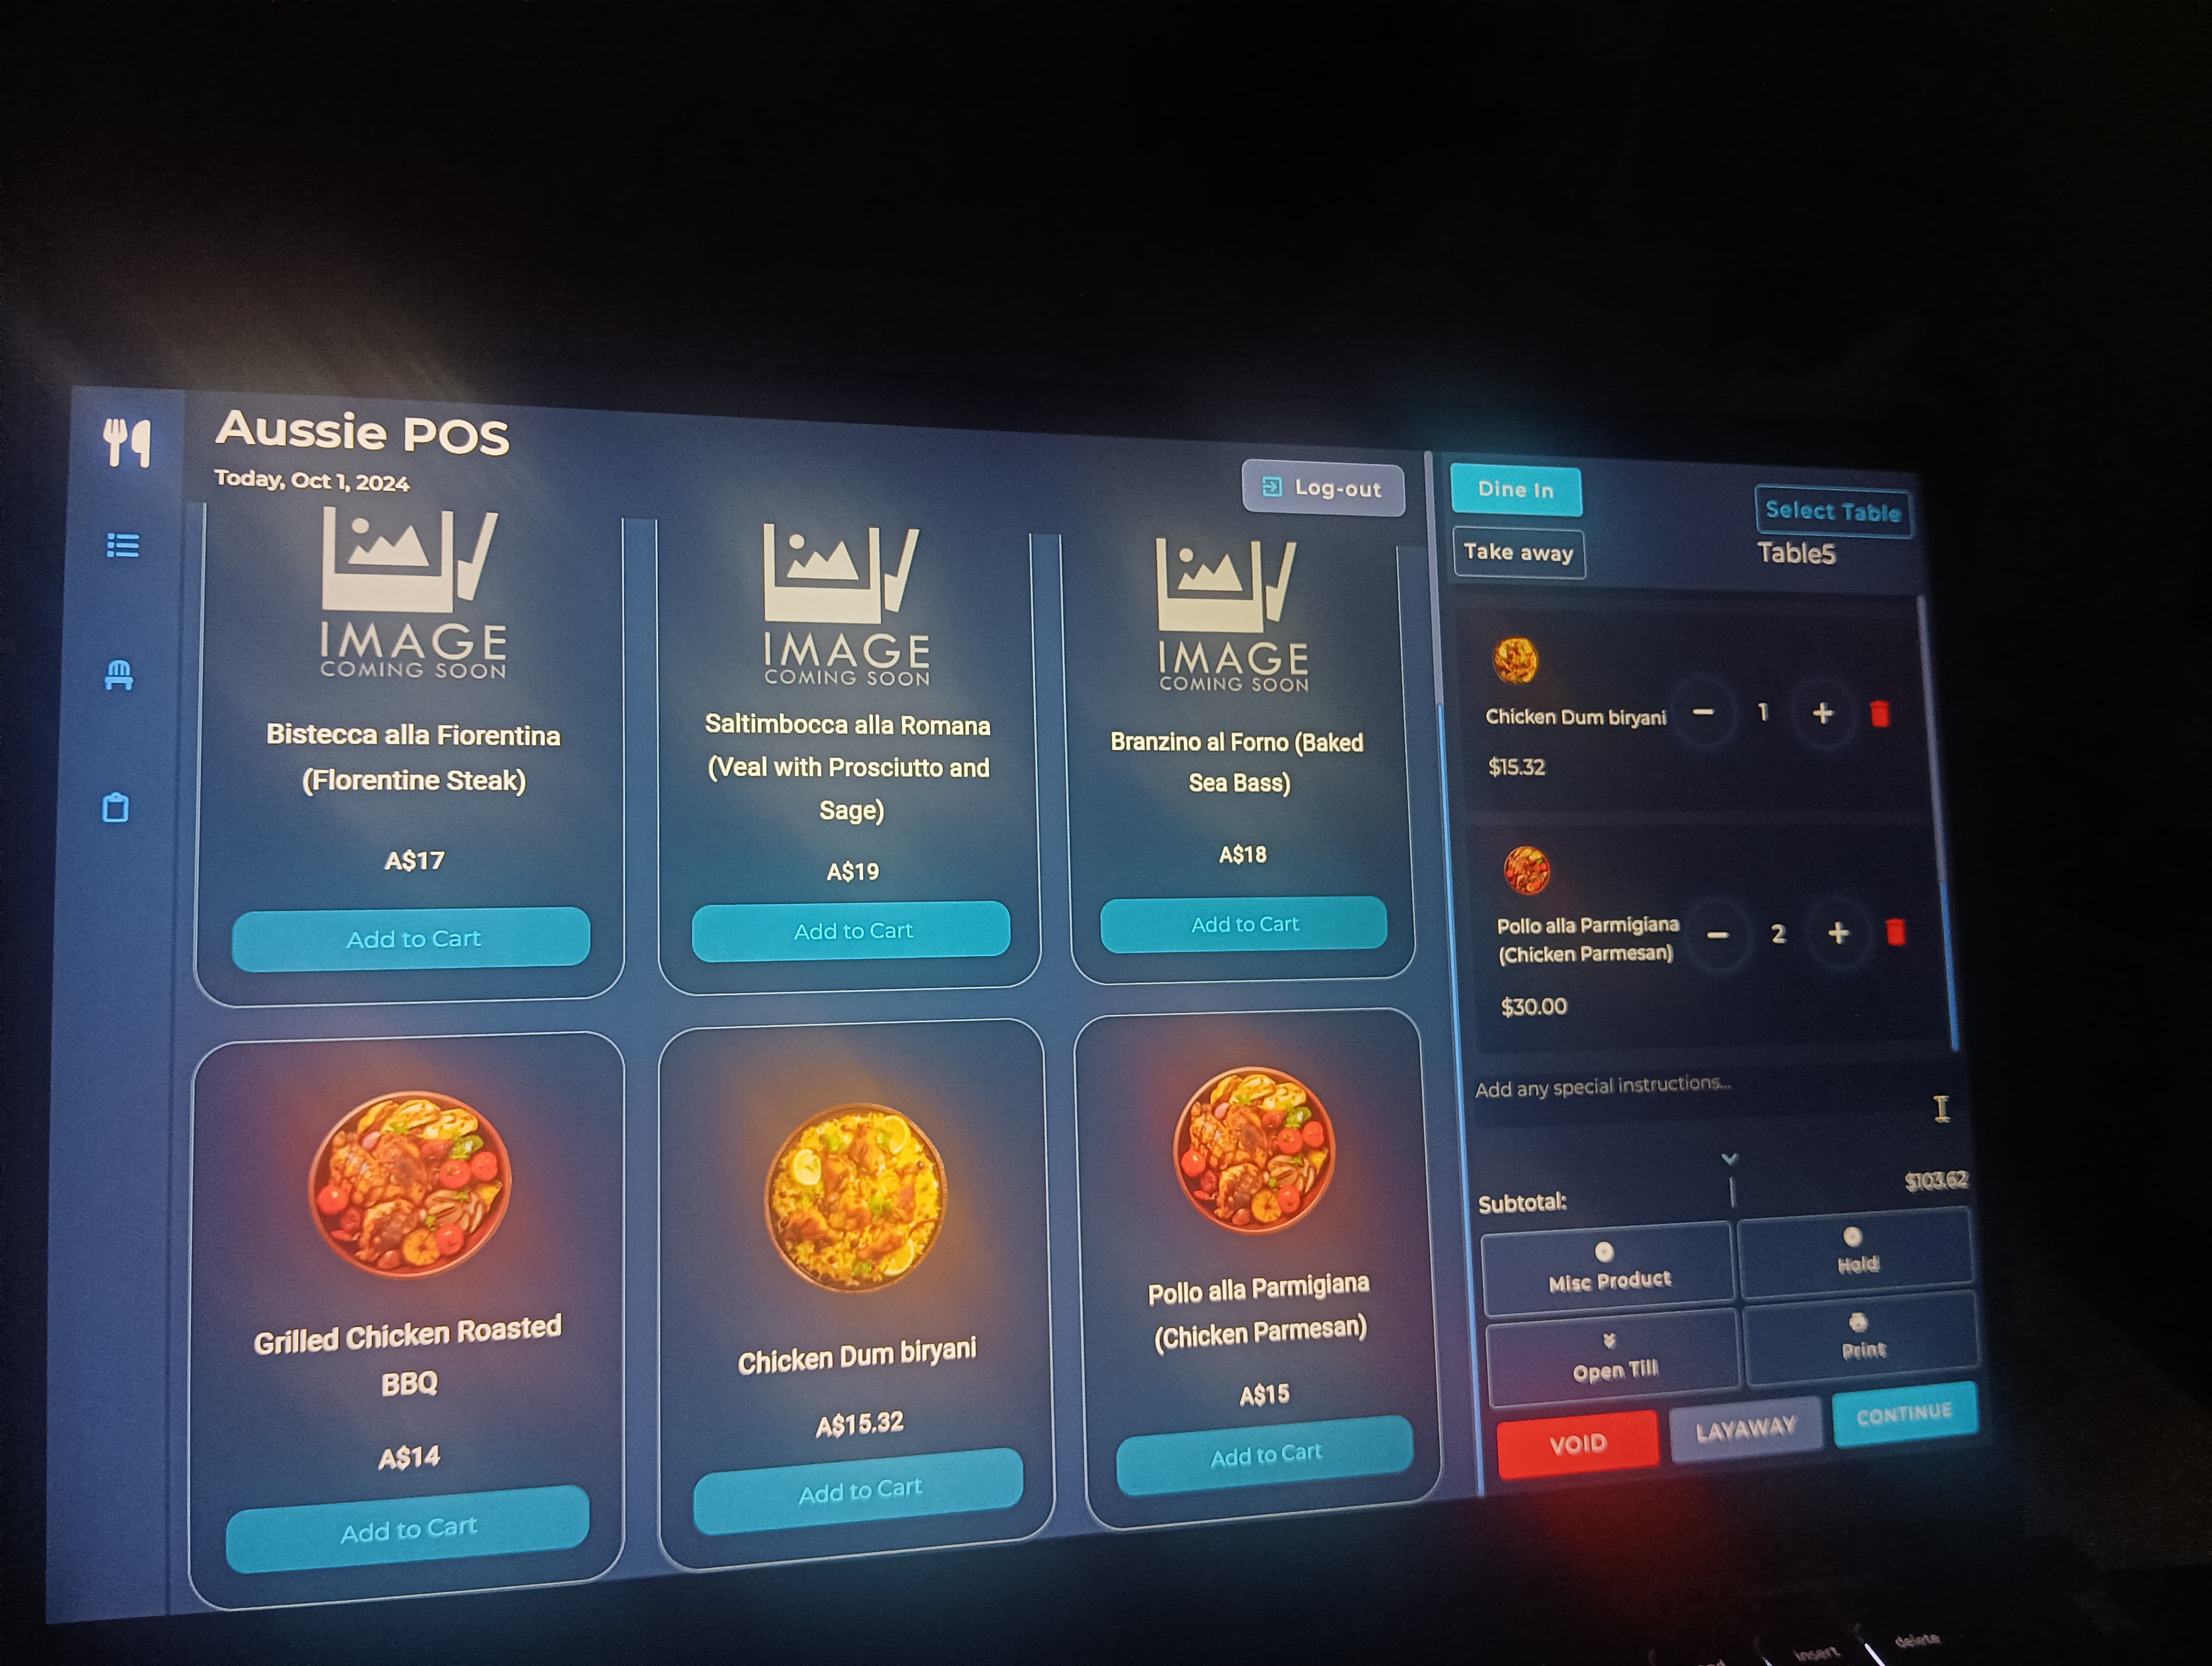 Aussie POS
Today, Oct 1, 2024
Log-out
IMAGE
COMING SOON
Bistecca alla Fiorentina
(Florentine Steak)
A$17
Add to Cart
IMAGE
COMING SOON
Saltimbocca alla Romana
(Veal with Prosciutto and
Sage)
A$19
Add to Cart
IMAGE
COMING SOON
Branzino al Forno (Baked
Sea Bass)
A$18
Add to Cart
Grilled Chicken Roasted
BBQ
A$14
Add to Cart
Chicken Dum biryani
A$15.32
Add to Cart
Pollo alla Parmigiana
(Chicken Parmesan)
A$15
Add to Cart
Dine In
Select Table
Take away
Table5
Chicken Dum biryani
1
$15.32
Pollo alla Parmigiana
(Chicken Parmesan)
2
$30.00
Add any special instructions...
Subtotal:
$103.62
Misc Product
Hold
Open Till
Print
VOID
LAYAWAY
CONTINUE
insert
delete